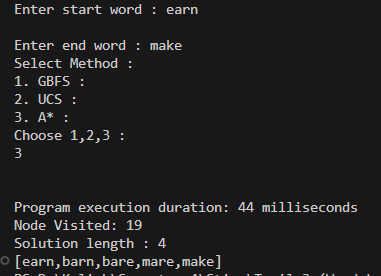 Enter start word : earn
Enter end word : make
Select Method :
1. GBFS :
2. UCS :
3. A* :
Choose 1,2,3 :
3
Program execution duration: 44 milliseconds
Node Visited: 19
Solution length : 4
[earn,barn,bare,mare,make]